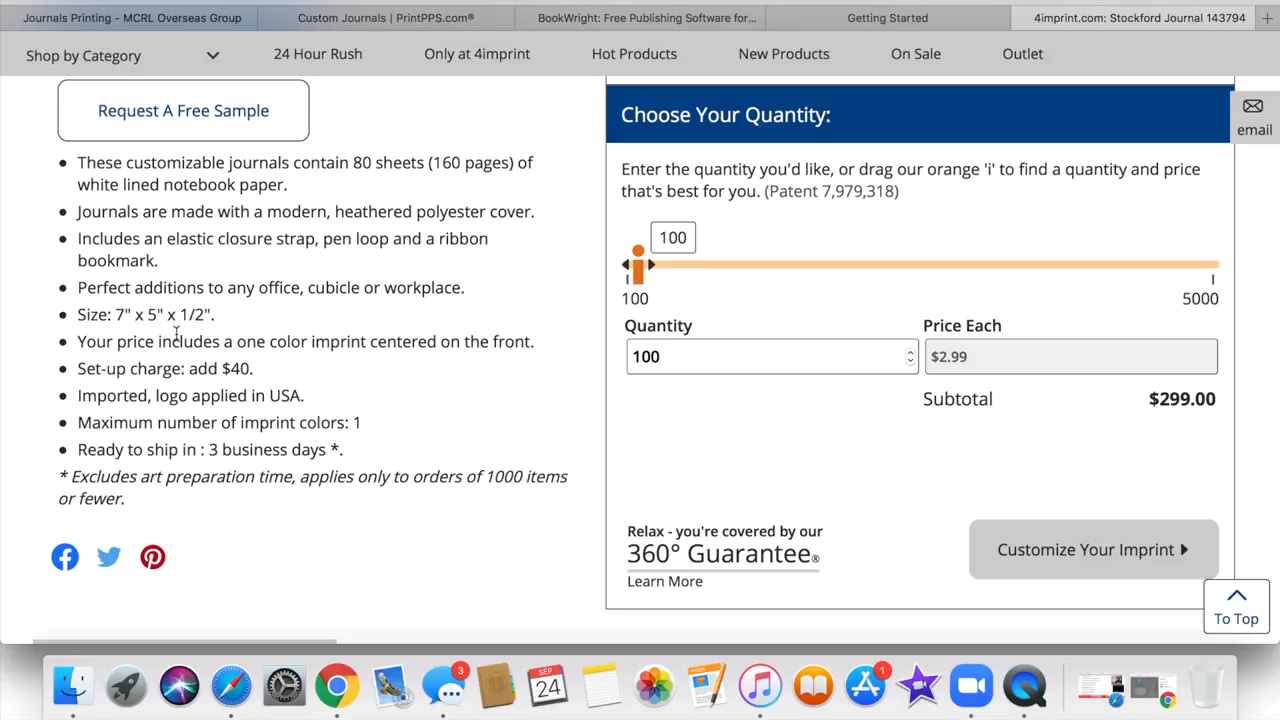 Journals Printing - MCRL Overseas Group
Custom Journals | PrintPPS.com®
BookWright: Free Publishing Software for...
Getting Started
4imprint.com: Stockford Journal 143794
Shop by Category
24 Hour Rush
Only at 4imprint
Hot Products
New Products
On Sale
Outlet
Request A Free Sample
These customizable journals contain 80 sheets (160 pages) of
white lined notebook paper.
Journals are made with a modern, heathered polyester cover.
Includes an elastic closure strap, pen loop and a ribbon
bookmark.
Perfect additions to any office, cubicle or workplace.
Size: 7" x 5" x 1/2".
Your price includes a one color imprint centered on the front.
Set-up charge: add $40.
Imported, logo applied in USA.
Maximum number of imprint colors: 1
Ready to ship in : 3 business days *.
* Excludes art preparation time, applies only to orders of 1000 items
or fewer.
Choose Your Quantity:
Enter the quantity you'd like, or drag our orange 'i' to find a quantity and price
that's best for you. (Patent 7,979,318)
100
100
5000
Quantity
Price Each
100
$2.99
Subtotal
$299.00
Relax - you're covered by our
360° Guarantee®
Learn More
Customize Your Imprint
email
To Top
3
SEP
24
1